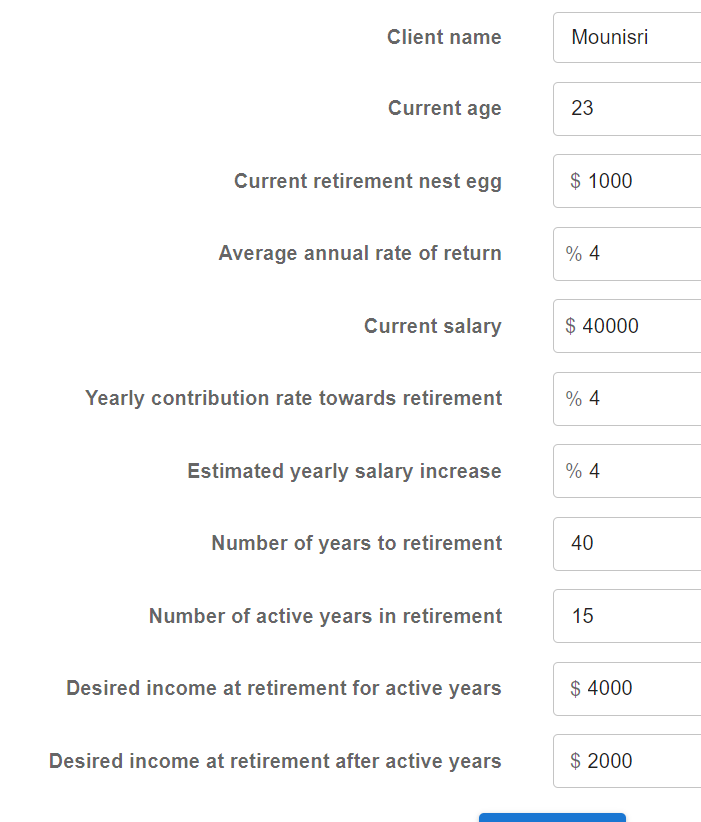 Client name Mounisri
Current age 23
Current retirement nest egg $ 1000
Average annual rate of return % 4
Current salary $ 40000
Yearly contribution rate towards retirement % 4
Estimated yearly salary increase % 4
Number of years to retirement 40
Number of active years in retirement 15
Desired income at retirement for active years $ 4000
Desired income at retirement after active years $ 2000